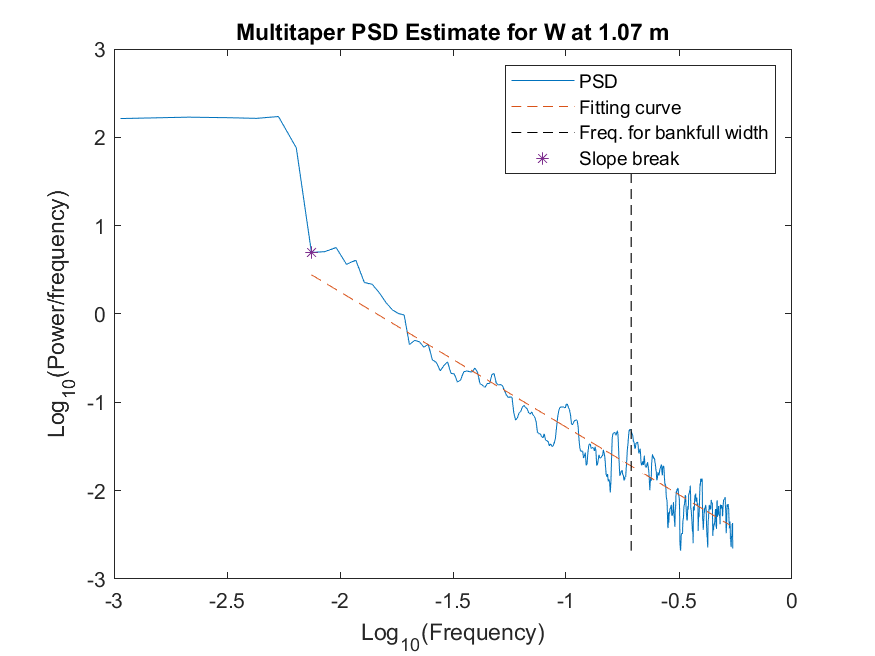 Multitaper PSD Estimate for W at 1.07 m
3
2
1
0
-1
-2
-3
Log10(Power/frequency)
PSD
Fitting curve
Freq. for bankfull width
Slope break
-3
-2.5
-2
-1.5
-1
-0.5
0
Log10(Frequency)